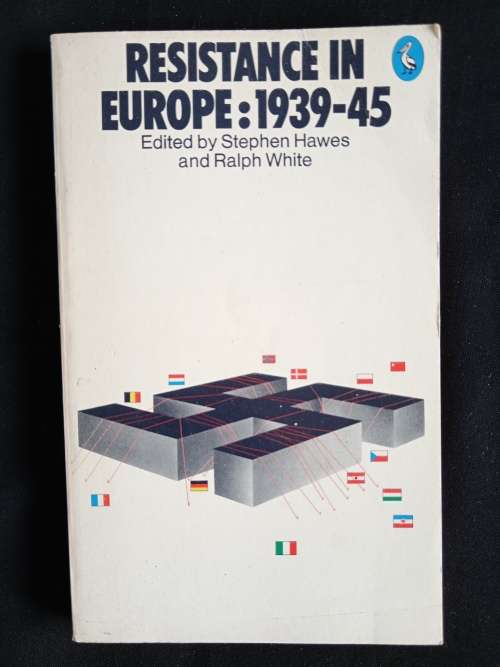 RESISTANCE IN
EUROPE: 1939-45
Edited by Stephen Hawes
and Ralph White